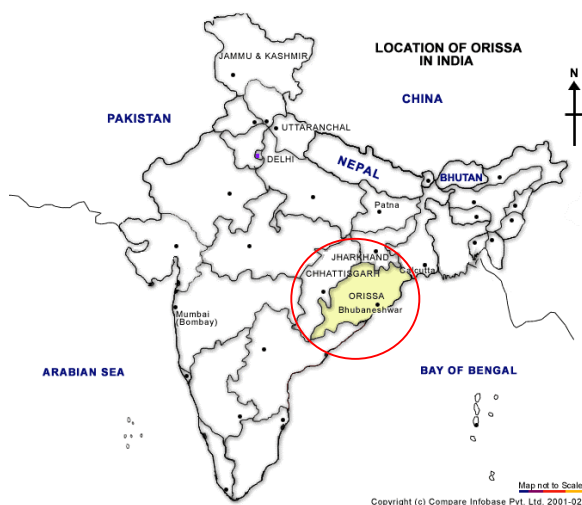 LOCATION OF ORISSA
IN INDIA
JAMMU & KASHMIR
N
CHINA
PAKISTAN
UTTARANCHAL
DELHI
NEPAL
BHUTAN
Patna
JHARKHAND
CHHATTISGARH
Calcutta
ORISSA
Bhubaneshwar
Mumbai
(Bombay)
ARABIAN SEA
BAY OF BENGAL
Map not to Scale
Copyright (c) Compare Infobase Pvt. Ltd. 2001-02